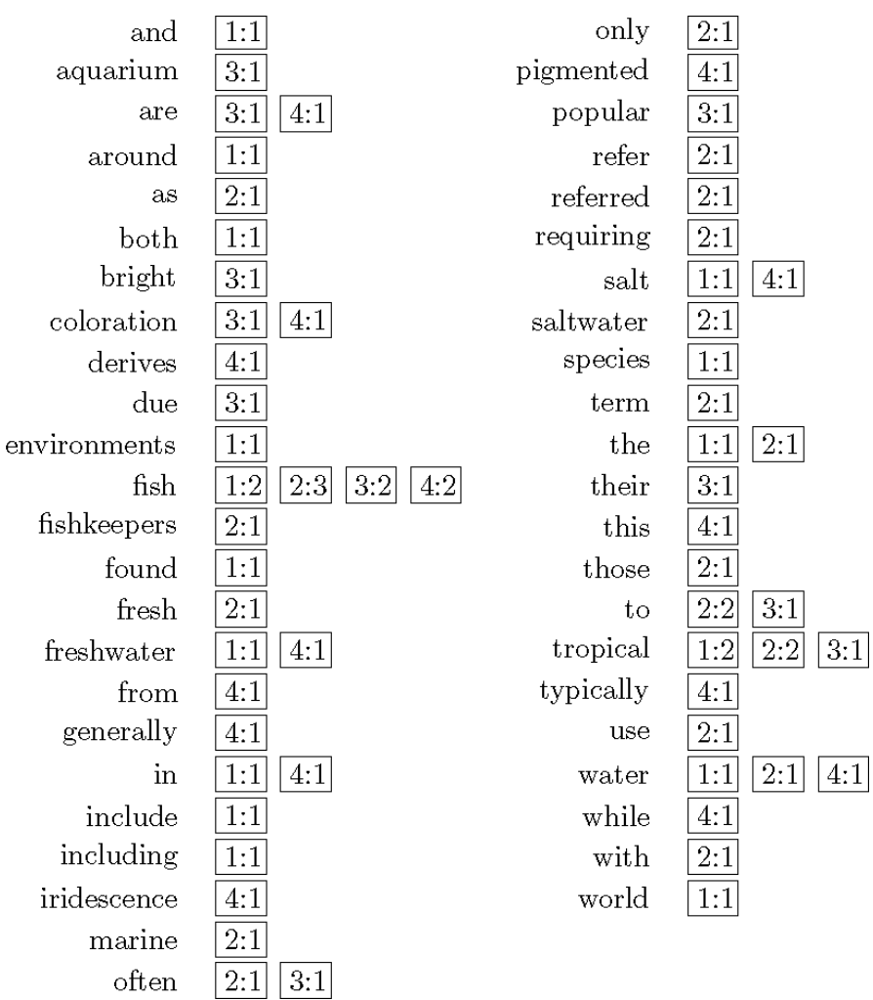 and 1:1
aquarium 3:1
are 3:1 4:1
around 1:1
as 2:1
both 1:1
bright 3:1
coloration 3:1 4:1
derives 4:1
due 3:1
environments 1:1
fish 1:2 2:3 3:2 4:2
fishkeepers 2:1
found 1:1
fresh 2:1
freshwater 1:1 4:1
from 4:1
generally 4:1
in 1:1 4:1
include 1:1
including 1:1
iridescence 4:1
marine 2:1
often 2:1 3:1
only 2:1
pigmented 4:1
popular 3:1
refer 2:1
referred 2:1
requiring 2:1
salt 1:1 4:1
saltwater 2:1
species 1:1
term 2:1
the 1:1 2:1
their 3:1
this 4:1
those 2:1
to 2:2 3:1
tropical 1:2 2:2 3:1
typically 4:1
use 2:1
water 1:1 2:1 4:1
while 4:1
with 2:1
world 1:1